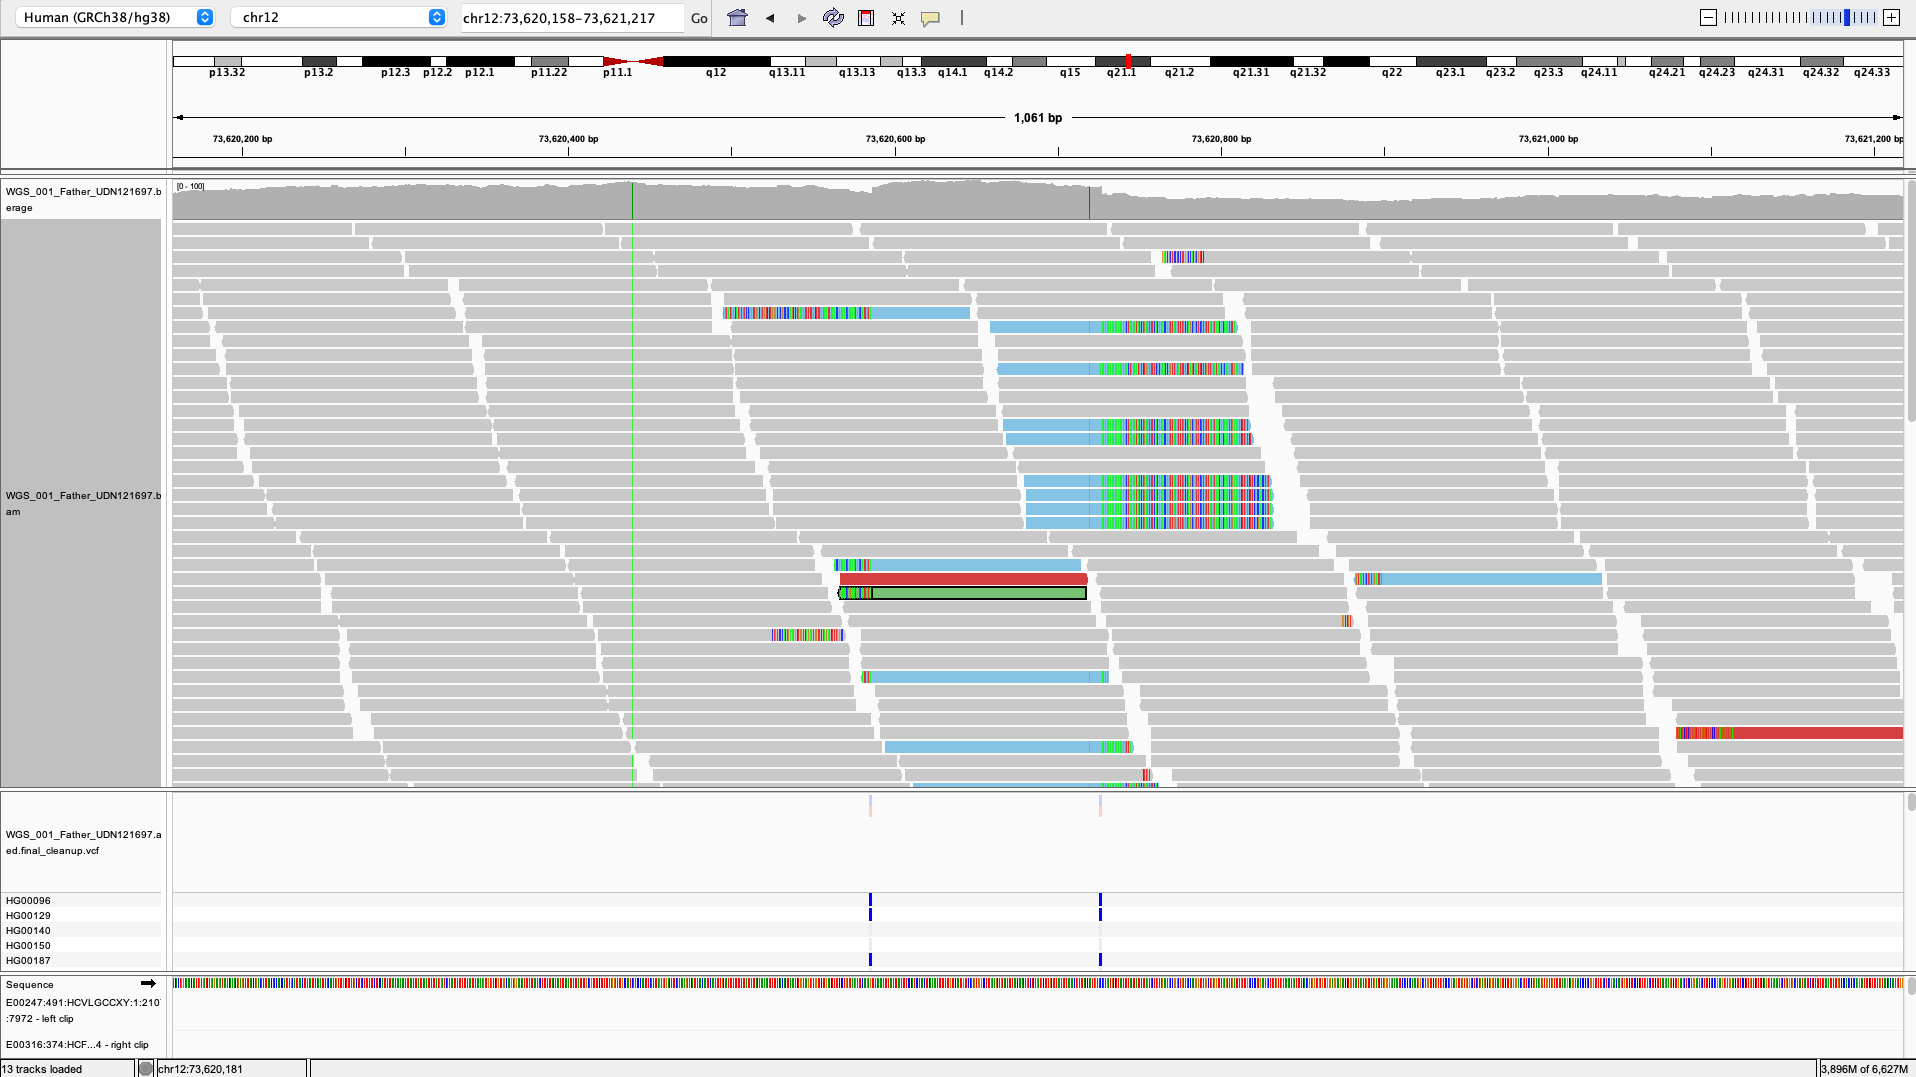 Human (GRCh38/hg38) chr12 chr12:73,620,158-73,621,217 Go
p13.32 p13.2 p12.3 p12.2 p12.1 p11.22 p11.1 q12 q13.11 q13.13 q13.3 q14.1 q14.2 q15 q21.1 q21.2 q21.31 q21.32 q22 q23.1 q23.2 q23.3 q24.11 q24.21 q24.23 q24.31 q24.32 q24.33
1,061 bp
73,620,200 bp 73,620,400 bp 73,620,600 bp 73,620,800 bp 73,621,000 bp 73,621,200 bp
[0 - 100]
WGS_001_Father_UDN121697.b
erage
WGS_001_Father_UDN121697.b
am
WGS_001_Father_UDN121697.a
ed.final_cleanup.vcf
HG00096
HG00129
HG00140
HG00150
HG00187
Sequence
E00247:491:HCVLGCCXY:1:210
:7972 - left clip
E00316:374:HCF...4 - right clip
13 tracks loaded chr12:73,620,181 3,896M of 6,627M